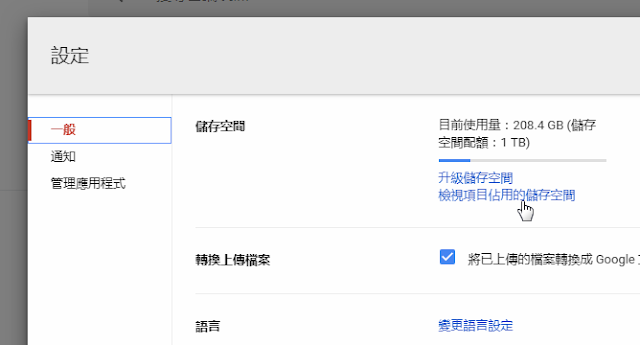 設定
一般
通知
管理應用程式
儲存空間
目前使用量：208.4 GB (儲存
空間配額：1 TB)
升級儲存空間
檢視項目佔用的儲存空間
轉換上傳檔案
將已上傳的檔案轉換成 Google
語言
變更語言設定